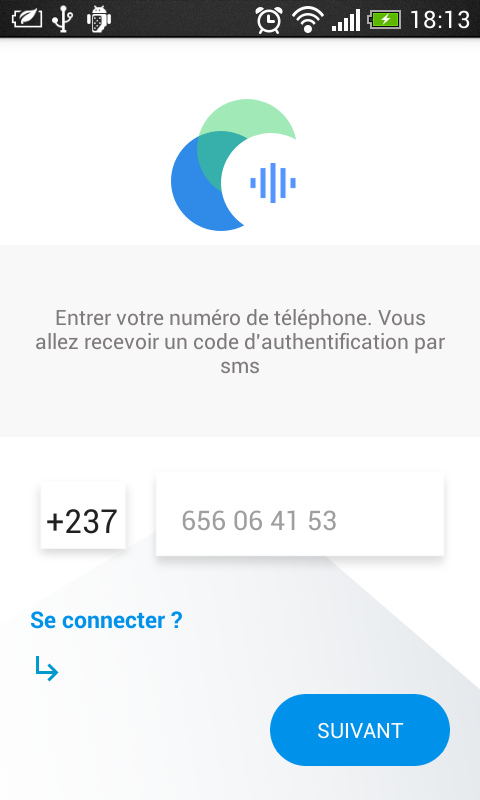 18:13
Entrer votre numéro de téléphone. Vous
allez recevoir un code d'authentification par
sms
+237
656 06 41 53
Se connecter ?
SUIVANT